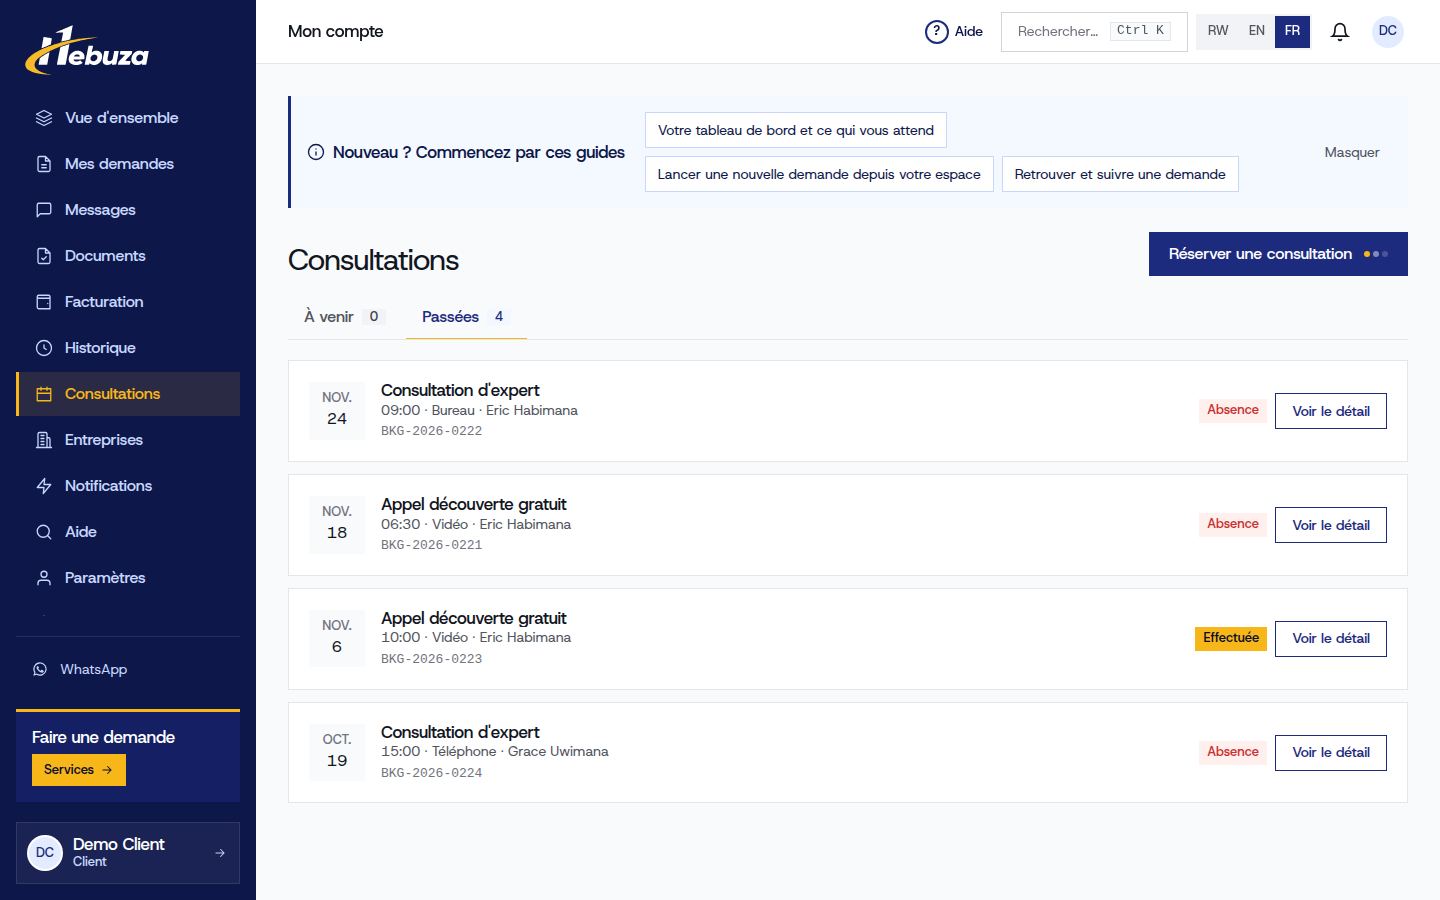 Hebuza
Vue d'ensemble
Mes demandes
Messages
Documents
Facturation
Historique
Consultations
Entreprises
Notifications
Aide
Paramètres
WhatsApp
Faire une demande
Services →
DC
Demo Client
Client
→
Mon compte
? Aide
Rechercher... Ctrl K
RW EN FR
DC
Nouveau ? Commencez par ces guides
Votre tableau de bord et ce qui vous attend
Lancer une nouvelle demande depuis votre espace
Retrouver et suivre une demande
Masquer
Consultations
Réserver une consultation
À venir 0
Passées 4
NOV.
24
Consultation d'expert
09:00 · Bureau · Eric Habimana
BKG-2026-0222
Absence
Voir le détail
NOV.
18
Appel découverte gratuit
06:30 · Vidéo · Eric Habimana
BKG-2026-0221
Absence
Voir le détail
NOV.
6
Appel découverte gratuit
10:00 · Vidéo · Eric Habimana
BKG-2026-0223
Effectuée
Voir le détail
OCT.
19
Consultation d'expert
15:00 · Téléphone · Grace Uwimana
BKG-2026-0224
Absence
Voir le détail